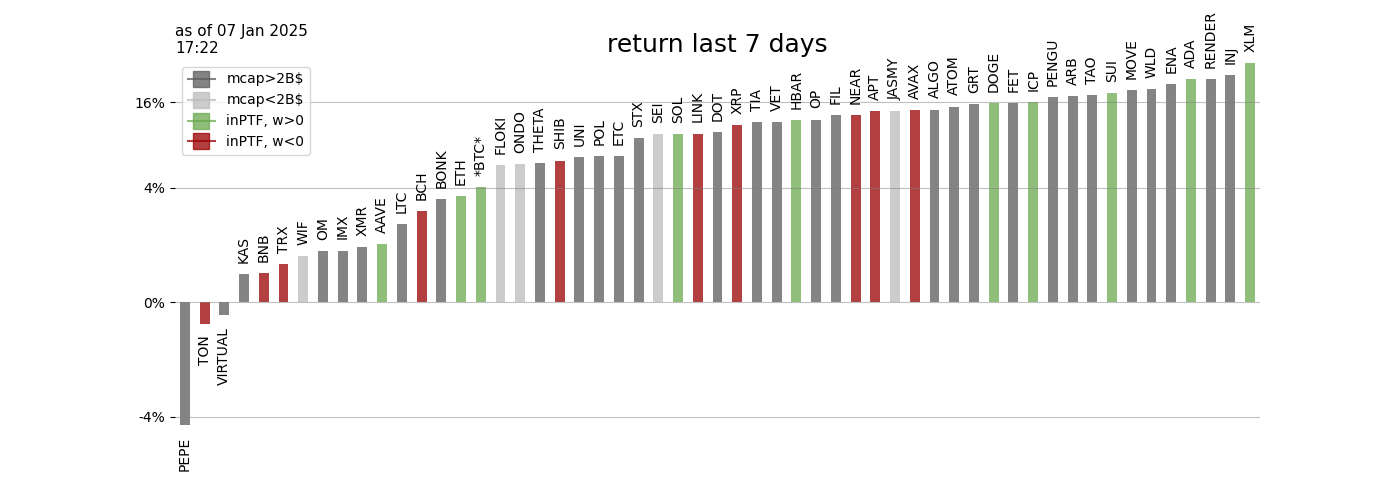 as of 07 Jan 2025
17:22
return last 7 days
mcap>2B$
mcap<2B$
inPTF, w>0
inPTF, w<0
16%
4%
0%
-4%
PEPE
TON
VIRTUAL
KAS
BNB
TRX
WIF
OM
IMX
XMR
AAVE
LTC
BCH
BONK
ETH
*BTC*
FLOKI
ONDO
THETA
SHIB
UNI
POL
ETC
STX
SEI
SOL
LINK
DOT
XRP
TIA
VET
HBAR
OP
FIL
NEAR
APT
JASMY
AVAX
ALGO
ATOM
GRT
DOGE
FET
ICP
PENGU
ARB
TAO
SUI
MOVE
WLD
ENA
ADA
RENDER
INJ
XLM